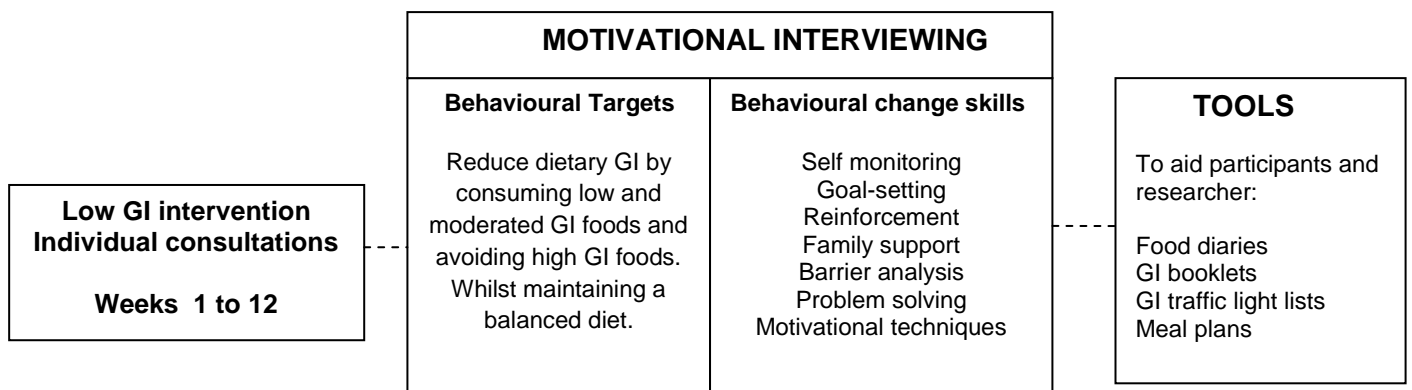 Low GI intervention
Individual consultations
Weeks 1 to 12
MOTIVATIONAL INTERVIEWING
Behavioural Targets
Reduce dietary GI by
consuming low and
moderated GI foods and
avoiding high GI foods.
Whilst maintaining a
balanced diet.
Behavioural change skills
Self monitoring
Goal-setting
Reinforcement
Family support
Barrier analysis
Problem solving
Motivational techniques
TOOLS
To aid participants and
researcher:
Food diaries
GI booklets
GI traffic light lists
Meal plans